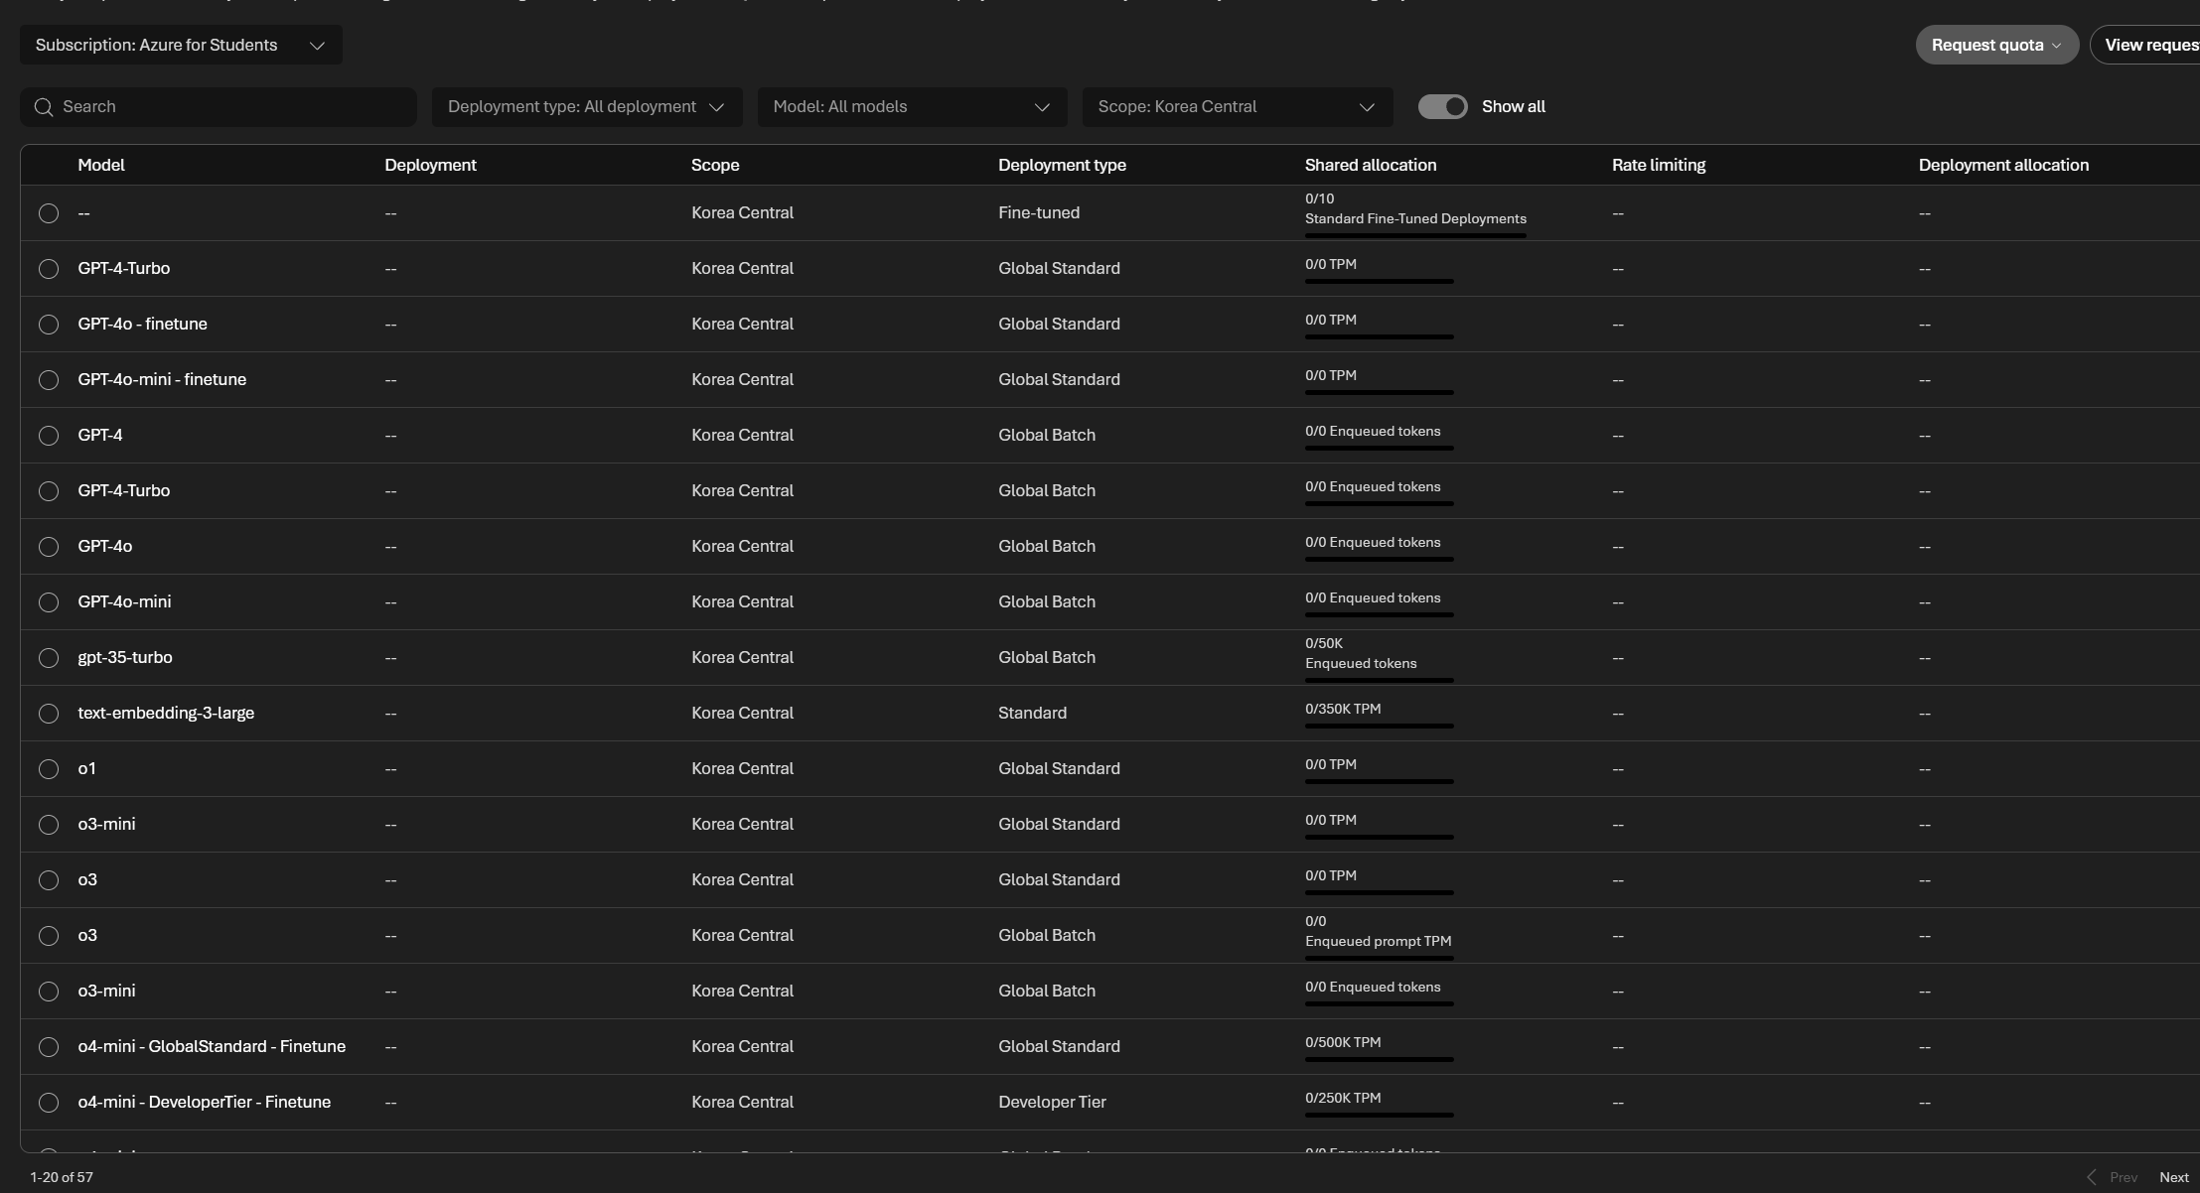 Subscription: Azure for Students
Request quota
View reques
Search
Deployment type: All deployment
Model: All models
Scope: Korea Central
Show all
Model Deployment Scope Deployment type Shared allocation Rate limiting Deployment allocation
-- -- Korea Central Fine-tuned 0/10 Standard Fine-Tuned Deployments -- --
GPT-4-Turbo -- Korea Central Global Standard 0/0 TPM -- --
GPT-4o - finetune -- Korea Central Global Standard 0/0 TPM -- --
GPT-4o-mini - finetune -- Korea Central Global Standard 0/0 TPM -- --
GPT-4 -- Korea Central Global Batch 0/0 Enqueued tokens -- --
GPT-4-Turbo -- Korea Central Global Batch 0/0 Enqueued tokens -- --
GPT-4o -- Korea Central Global Batch 0/0 Enqueued tokens -- --
GPT-4o-mini -- Korea Central Global Batch 0/0 Enqueued tokens -- --
gpt-35-turbo -- Korea Central Global Batch 0/50K Enqueued tokens -- --
text-embedding-3-large -- Korea Central Standard 0/350K TPM -- --
o1 -- Korea Central Global Standard 0/0 TPM -- --
o3-mini -- Korea Central Global Standard 0/0 TPM -- --
o3 -- Korea Central Global Standard 0/0 TPM -- --
o3 -- Korea Central Global Batch 0/0 Enqueued prompt TPM -- --
o3-mini -- Korea Central Global Batch 0/0 Enqueued tokens -- --
o4-mini - GlobalStandard - Finetune -- Korea Central Global Standard 0/500K TPM -- --
o4-mini - DeveloperTier - Finetune -- Korea Central Developer Tier 0/250K TPM -- --
1-20 of 57
Prev
Next